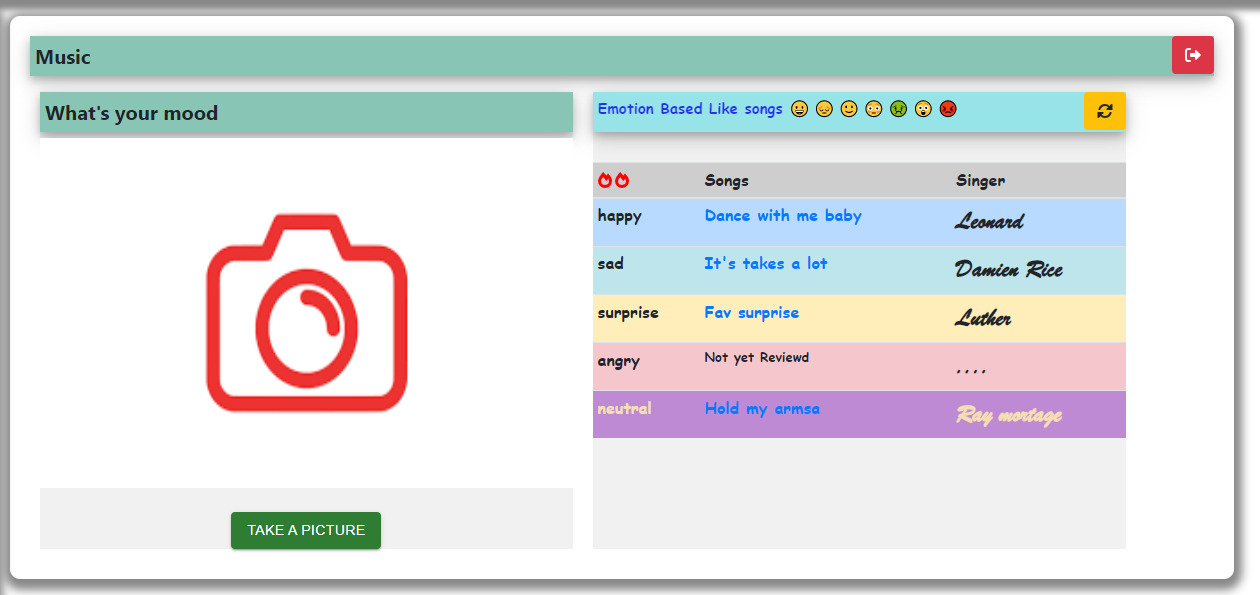 Music
What's your mood
TAKE A PICTURE
Emotion Based Like songs 😀 😔 🙂 😳 🤢 😲 😡
Songs Singer
happy Dance with me baby Leonard
sad It's takes a lot Damien Rice
surprise Fav surprise Luther
angry Not yet Reviewd ....
neutral Hold my armsa Ray mortage